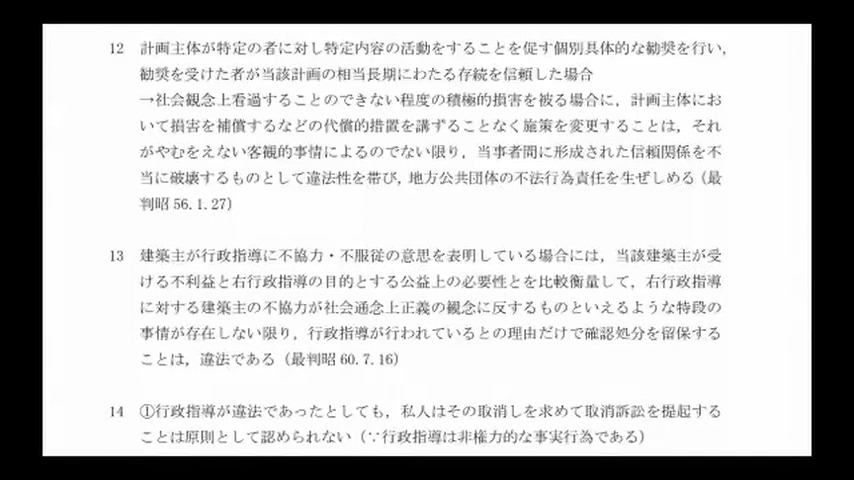 12 計画主体が特定の者に対し特定内容の活動をすることを促す個別具体的な勧奨を行い，
勧奨を受けた者が当該計画の相当長期にわたる存続を信頼した場合
→社会観念上看過することのできない程度の積極的損害を被る場合に，計画主体にお
いて損害を補償するなどの代償的措置を講ずることなく施策を変更することは，それ
がやむをえない客観的事情によるのでない限り，当事者間に形成された信頼関係を不
当に破壊するものとして違法性を帯び，地方公共団体の不法行為責任を生ぜしめる（最
判昭 56.1.27）
13 建築主が行政指導に不協力・不服従の意思を表明している場合には，当該建築主が受
ける不利益と右行政指導の目的とする公益上の必要性とを比較衡量して，右行政指導
に対する建築主の不協力が社会通念上正義の観念に反するものといえるような特段の
事情が存在しない限り，行政指導が行われているとの理由だけで確認処分を留保する
ことは，違法である（最判昭 60.7.16）
14 ①行政指導が違法であったとしても，私人はその取消しを求めて取消訴訟を提起する
ことは原則として認められない（∵行政指導は非権力的な事実行為である）